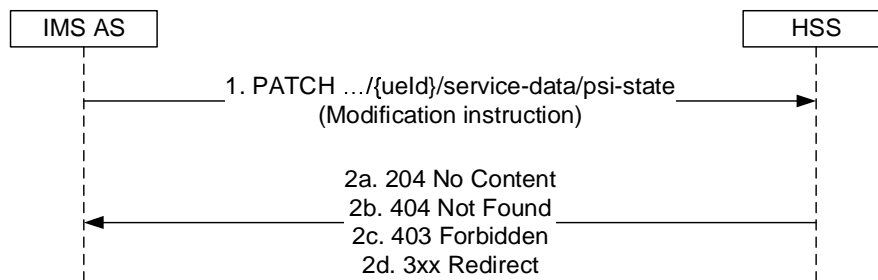 IMS AS
HSS
1. PATCH …/{ueId}/service-data/psi-state
(Modification instruction)
2a. 204 No Content
2b. 404 Not Found
2c. 403 Forbidden
2d. 3xx Redirect